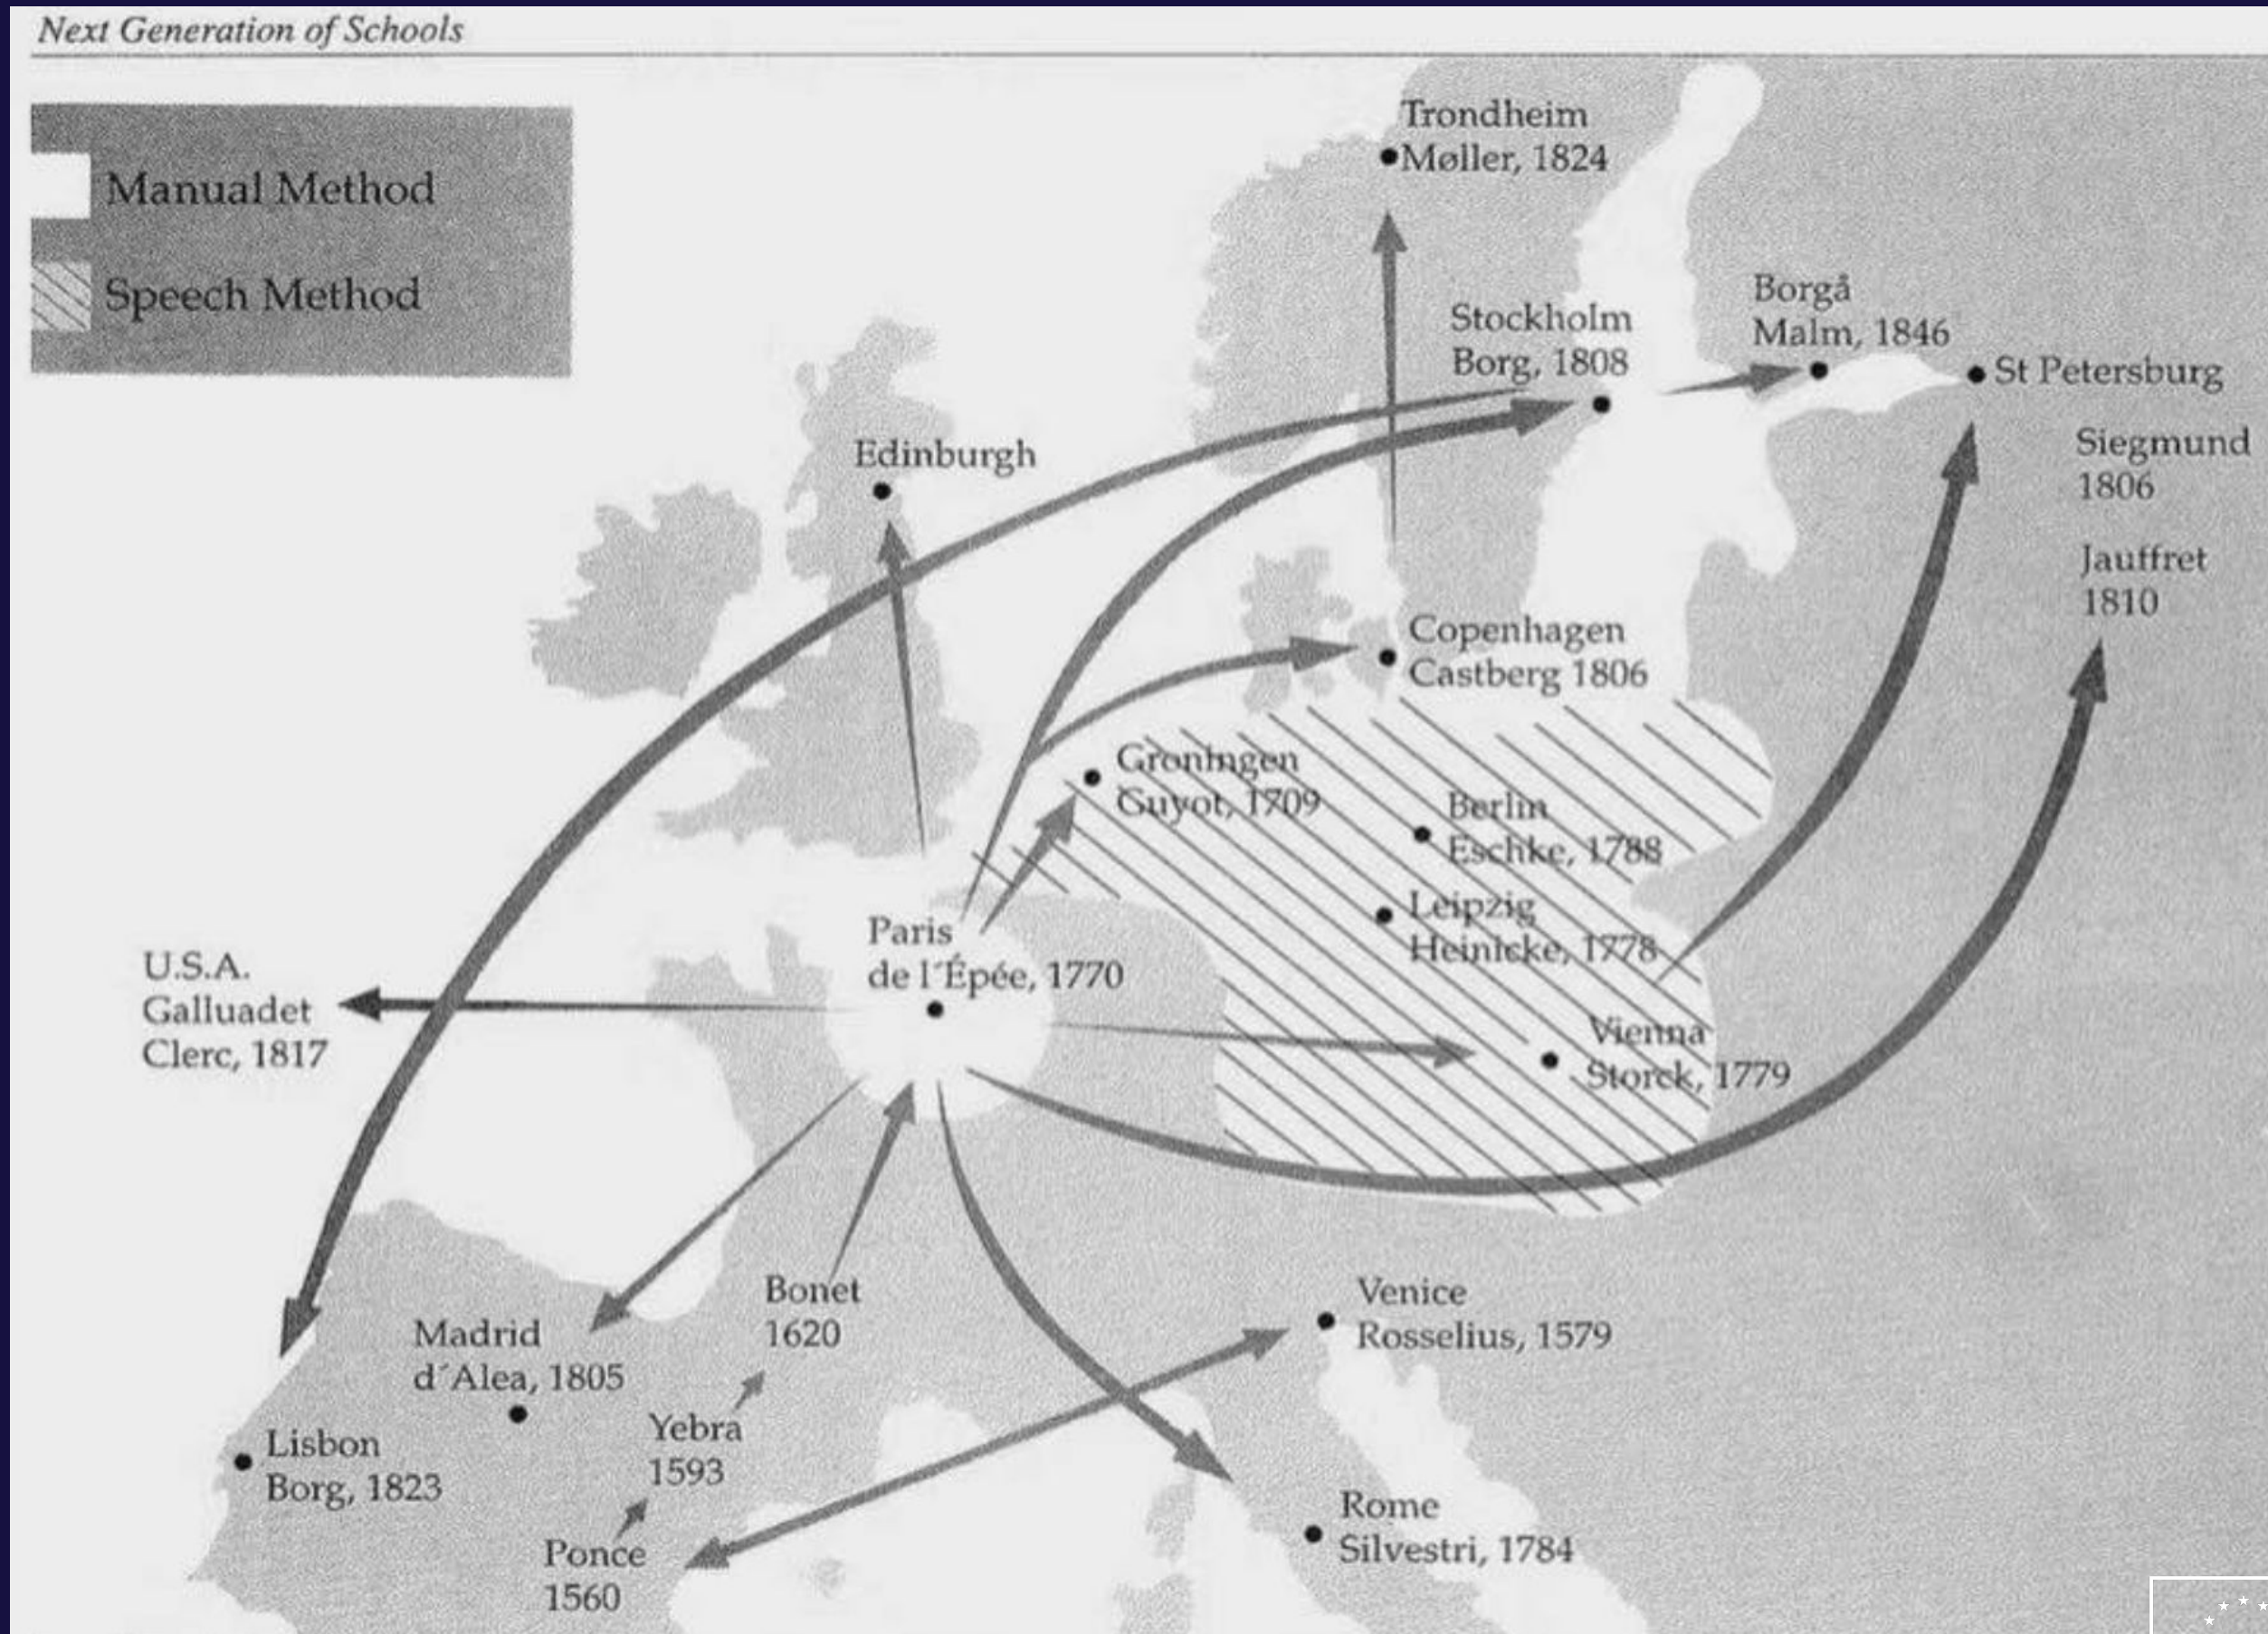 Next Generation of Schools
Manual Method
Speech Method
Trondheim
Møller, 1824
Stockholm
Borg, 1808
Borgå
Malm, 1846
St Petersburg
Siegmund
1806
Jauffret
1810
Edinburgh
Copenhagen
Castberg 1806
Groningen
Guyot, 1709
Berlin
Eschke, 1788
Leipzig
Heinicke, 1778
Paris
de l´Épée, 1770
U.S.A.
Galluadet
Clerc, 1817
Vienna
Storck, 1779
Bonet
1620
Venice
Rosselius, 1579
Madrid
d´Alea, 1805
Yebra
1593
Lisbon
Borg, 1823
Rome
Silvestri, 1784
Ponce
1560